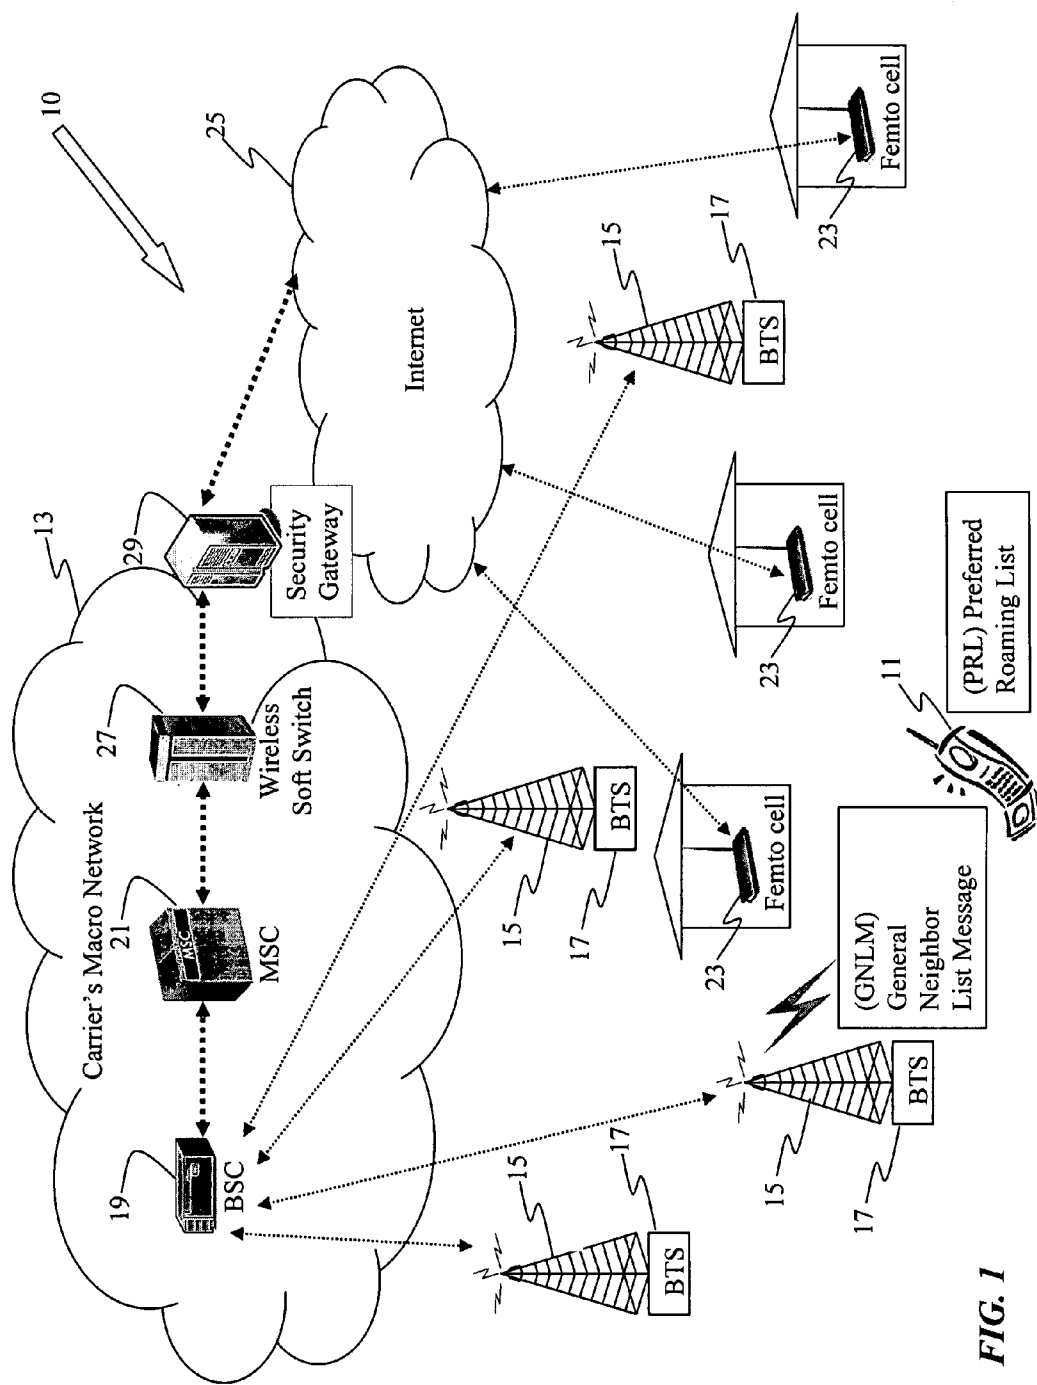 10
13
Carrier's Macro Network
19
BSC
21
MSC
MSC
27
Wireless
Soft Switch
29
Security
Gateway
25
Internet
15
17
BTS
15
17
BTS
15
17
BTS
15
17
BTS
23
Femto cell
23
Femto cell
23
Femto cell
(GNLM)
General
Neighbor
List Message
11
(PRL) Preferred
Roaming List
FIG. 1